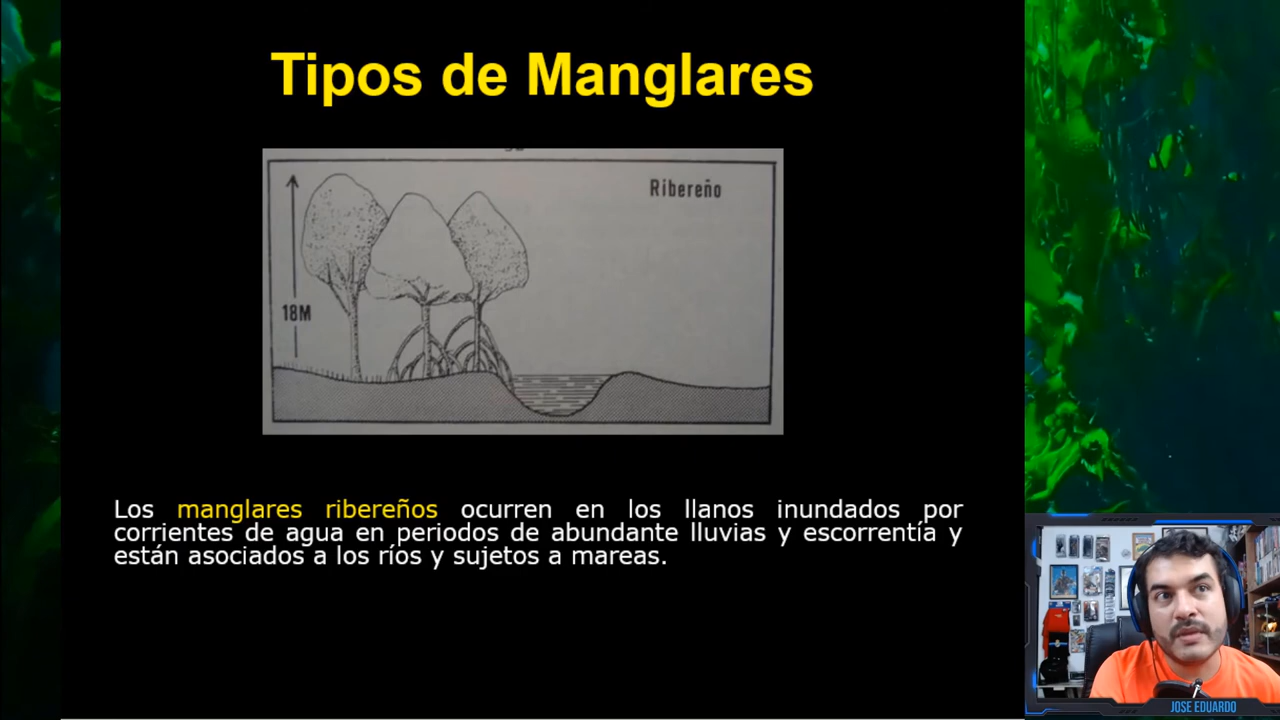 Tipos de Manglares
Ribereño
18M
Los manglares ribereños ocurren en los llanos inundados por
corrientes de agua en periodos de abundante lluvias y escorrentía y
están asociados a los ríos y sujetos a mareas.
JOSE EDUARDO